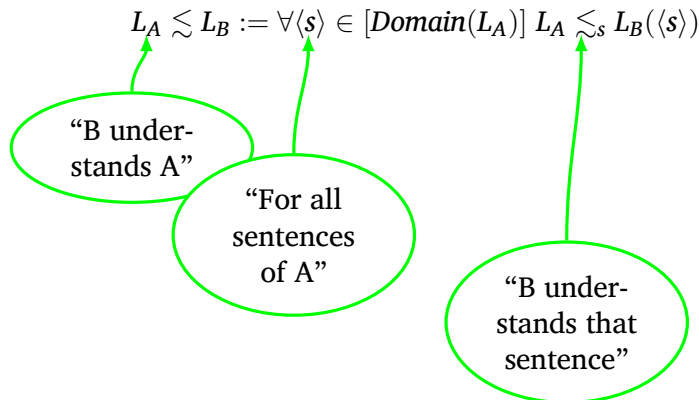 L_A ≲ L_B := ∀⟨s⟩ ∈ [Domain(L_A)] L_A ≲_s L_B(⟨s⟩)
“B under-
stands A”
“For all
sentences
of A”
“B under-
stands that
sentence”